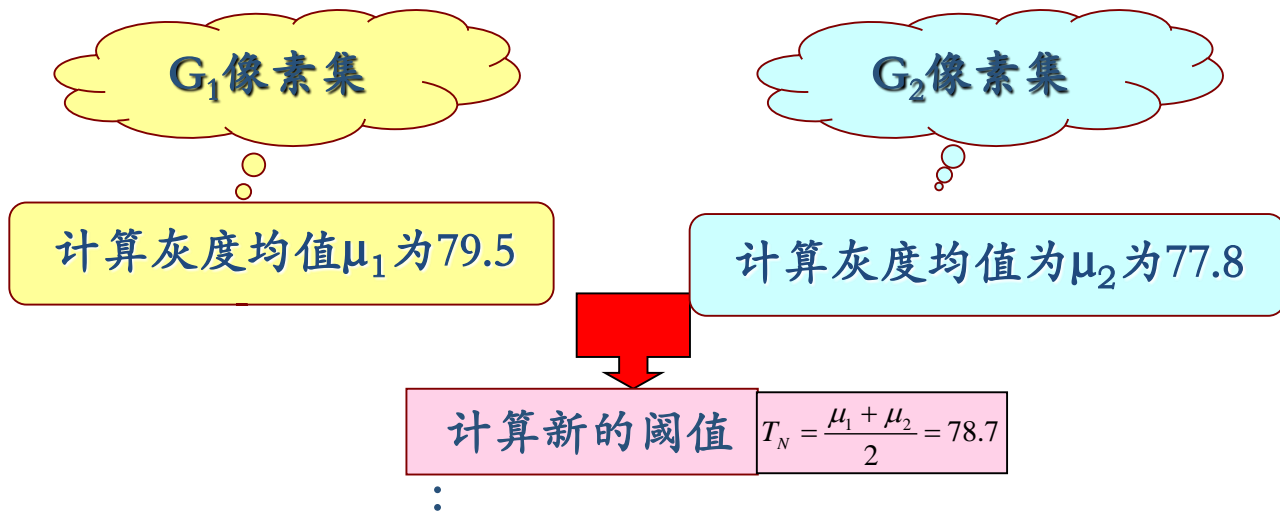 G₁像素集
G₂像素集
计算灰度均值μ₁为79.5
计算灰度均值为μ₂为77.8
计算新的阈值
T_N = (μ₁ + μ₂)/2 = 78.7
: